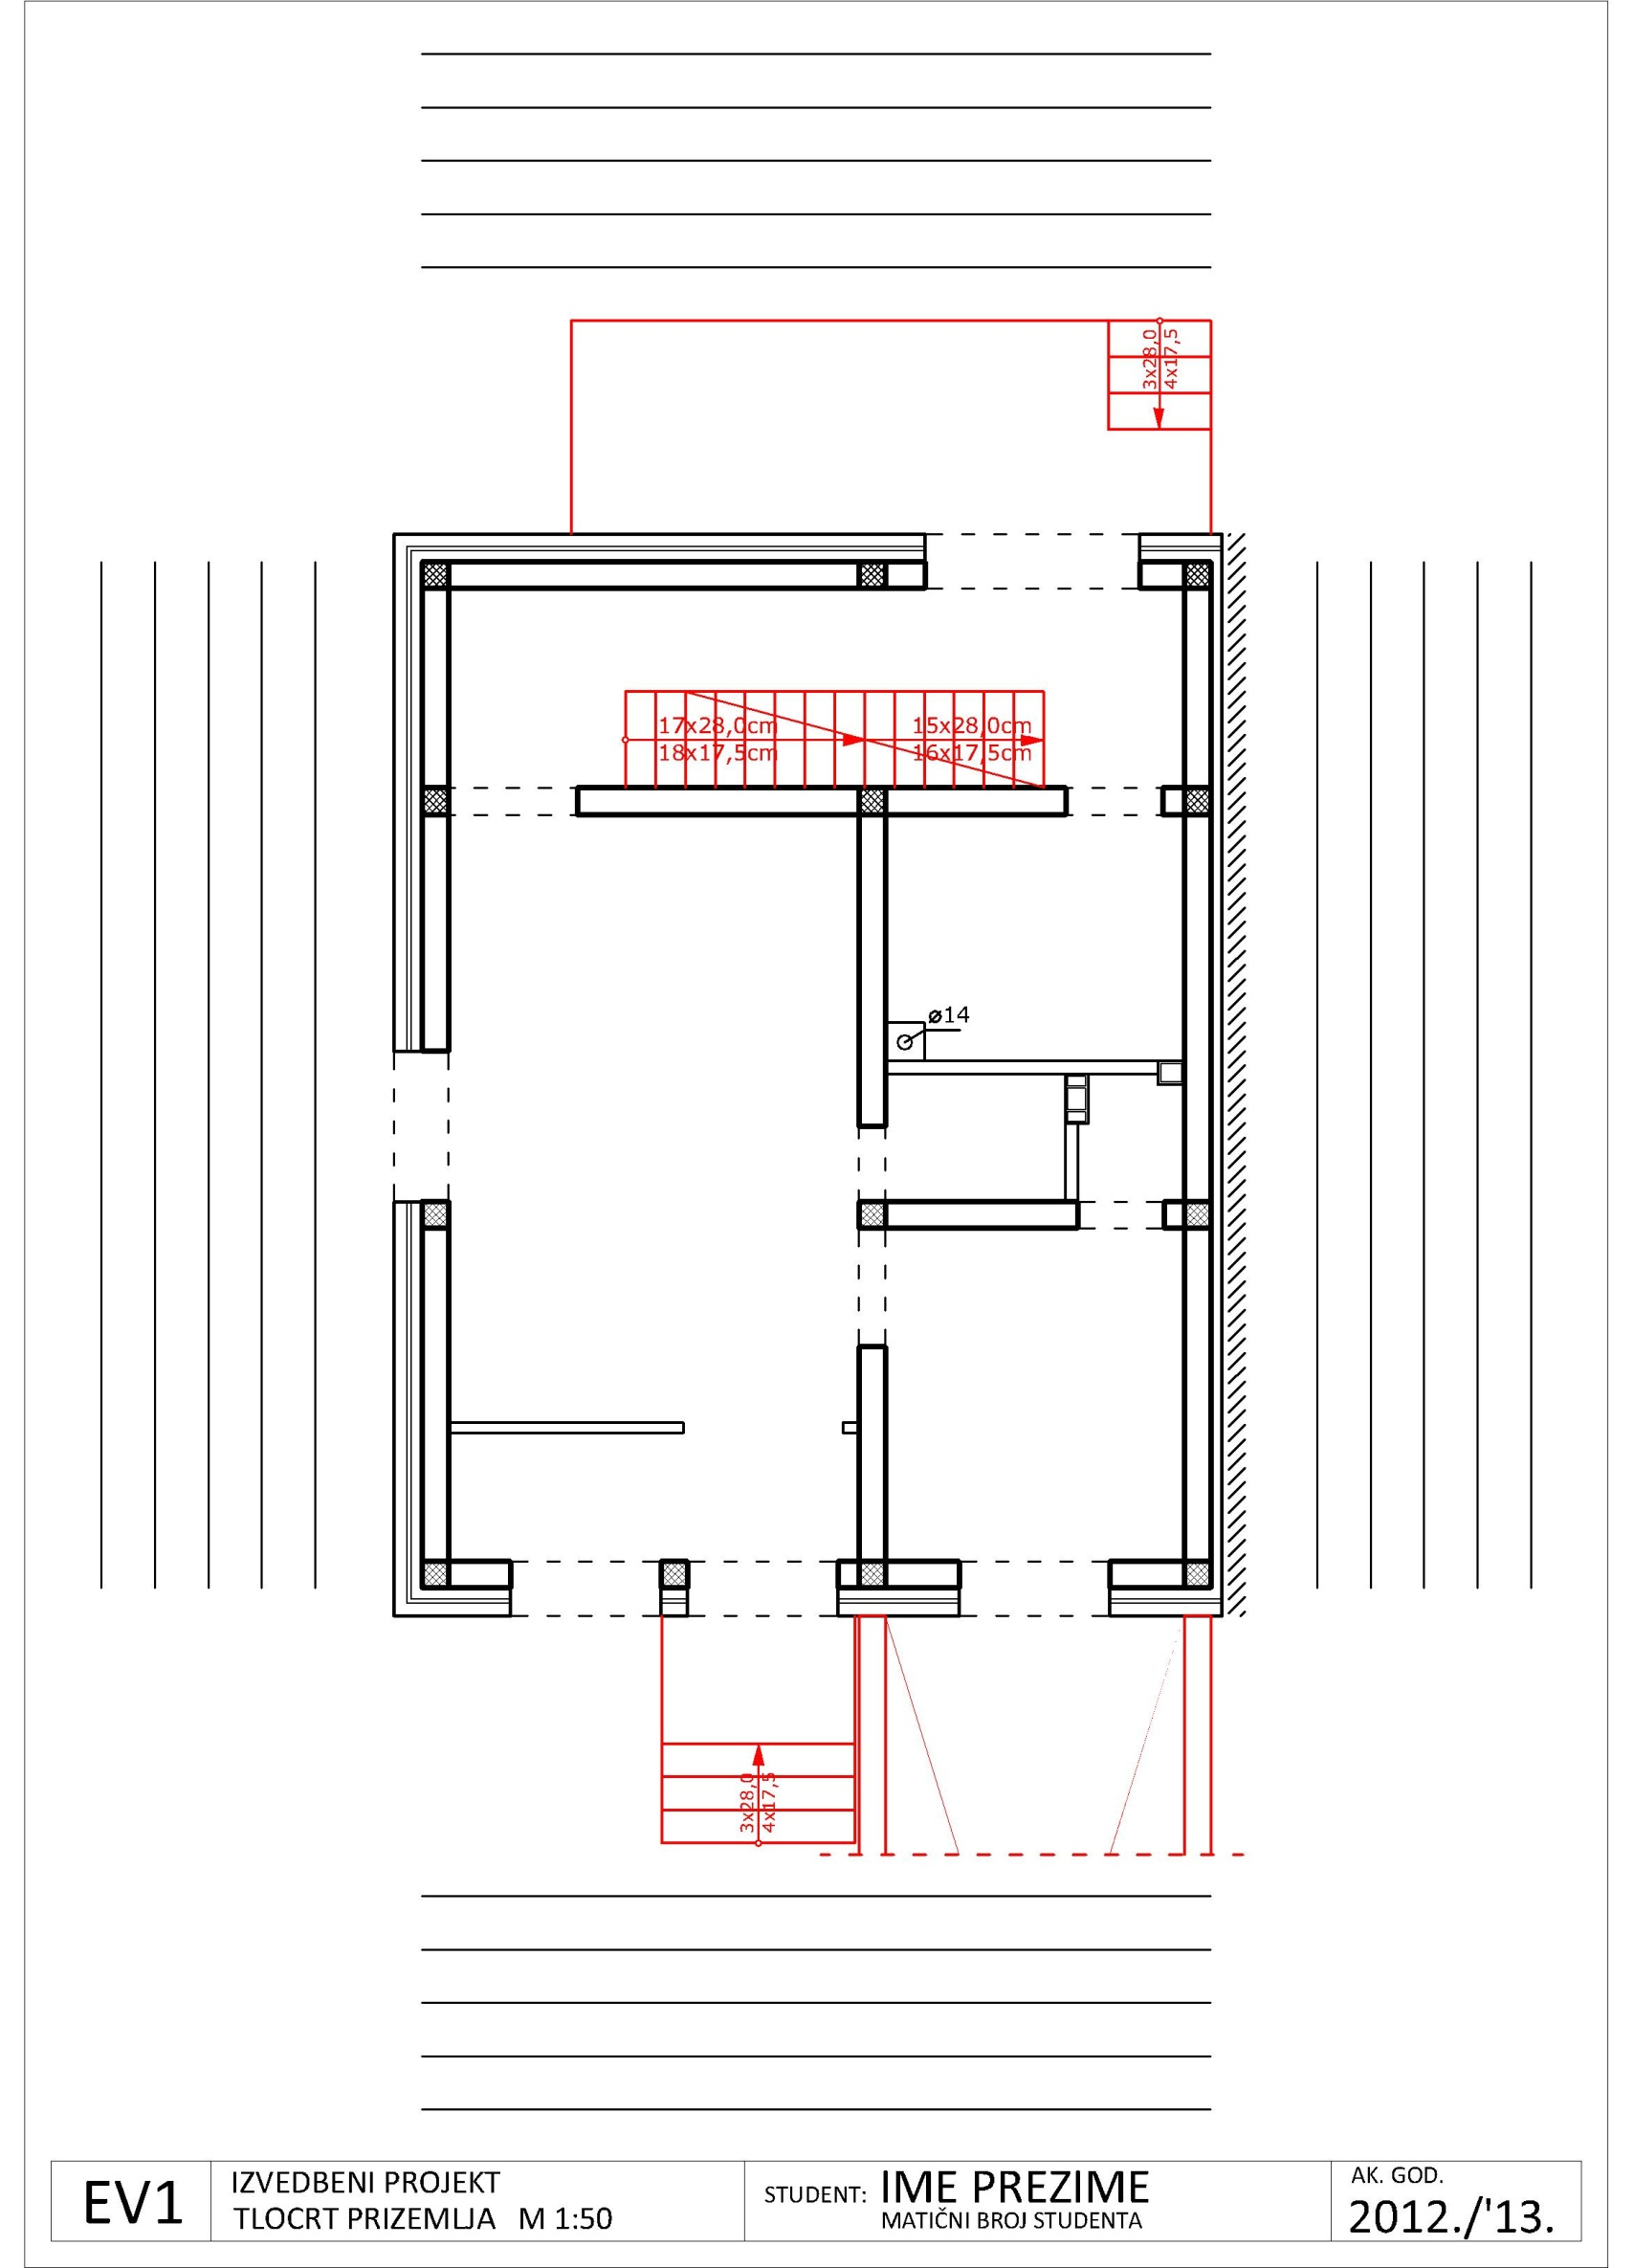 3x28,0
4x17,5
17x28,0cm
18x17,5cm
15x28,0cm
16x17,5cm
⌀14
3x28,0
4x17,5
EV1
IZVEDBENI PROJEKT
TLOCRT PRIZEMLJA M 1:50
STUDENT: IME PREZIME
MATIČNI BROJ STUDENTA
AK. GOD.
2012./'13.